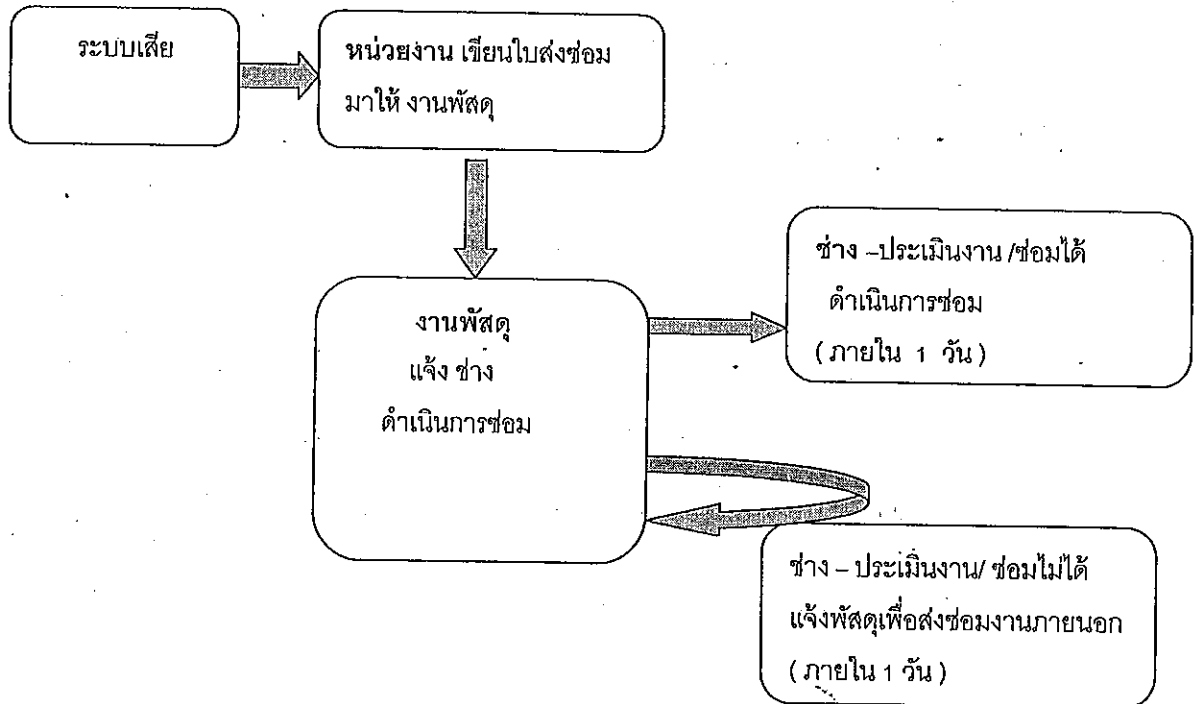 ระบบเสีย
หน่วยงาน เขียนใบส่งซ่อม
มาให้ งานพัสดุ
งานพัสดุ
แจ้ง ช่าง
ดำเนินการซ่อม
ช่าง –ประเมินงาน /ซ่อมได้
ดำเนินการซ่อม
( ภายใน 1 วัน )
ช่าง – ประเมินงาน/ ซ่อมไม่ได้
แจ้งพัสดุเพื่อส่งซ่อมงานภายนอก
( ภายใน 1 วัน )